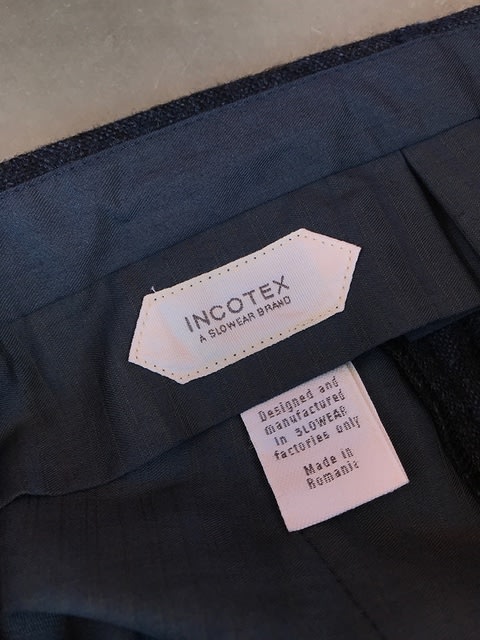 INCOTEX
A SLOWEAR BRAND
Designed and
manufactured
in SLOWEAR
factories only
Made in
Romania